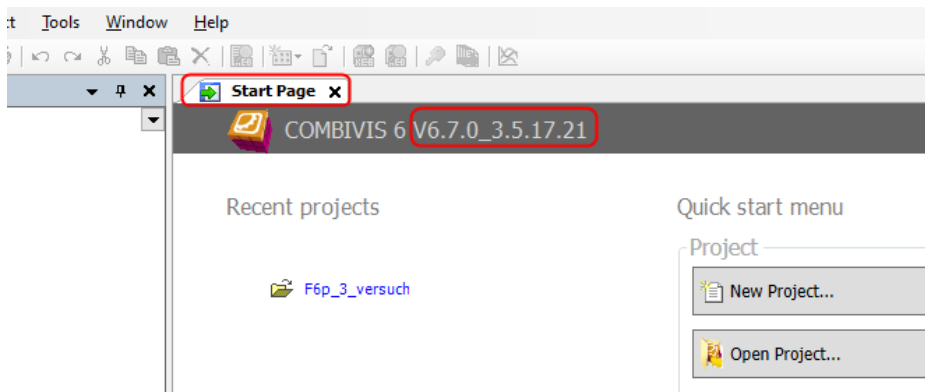 Tools Window Help
Start Page
COMBIVIS 6 V6.7.0_3.5.17.21
Recent projects
Quick start menu
Project
F6p_3_versuch
New Project...
Open Project...